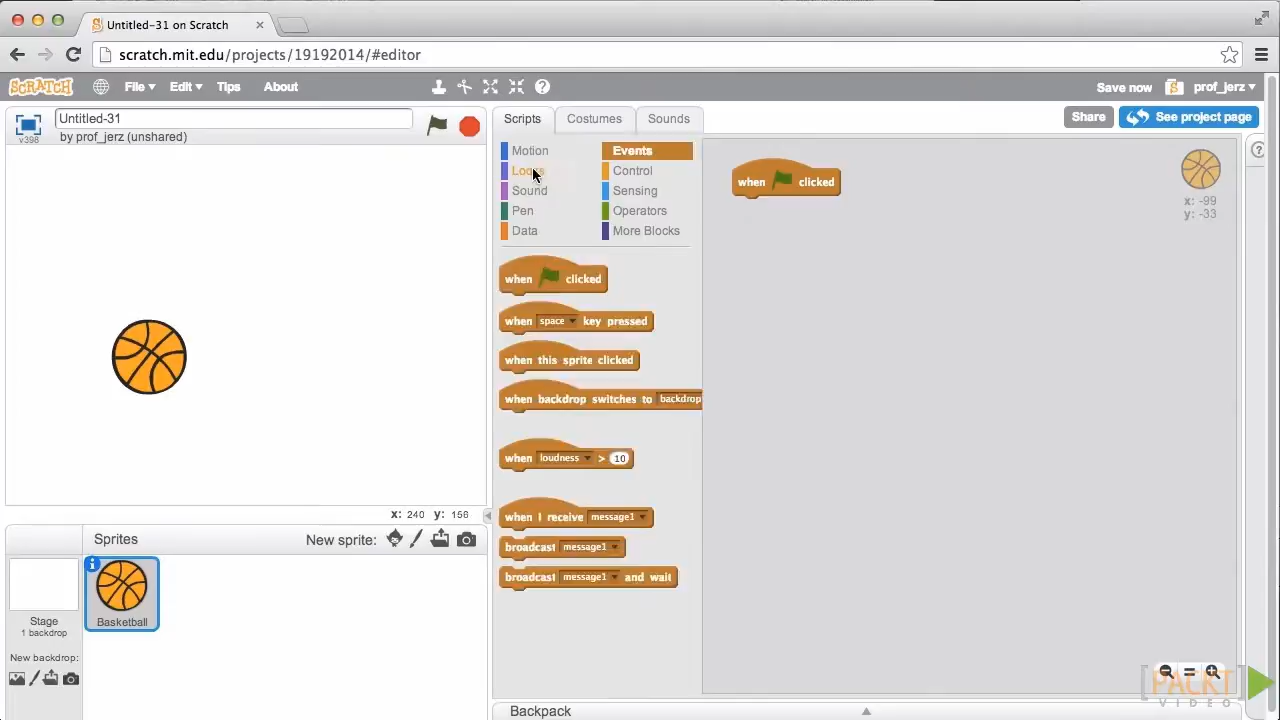 Untitled-31 on Scratch
scratch.mit.edu/projects/19192014/#editor
SCRATCH File Edit Tips About Save now prof_jerz
Untitled-31
by prof_jerz (unshared)
v398
Scripts Costumes Sounds
Share See project page
Motion Events
Looks Control
Sound Sensing
Pen Operators
Data More Blocks
when clicked
when space key pressed
when this sprite clicked
when backdrop switches to backdrop
when loudness > 10
when I receive message1
broadcast message1
broadcast message1 and wait
when clicked
x: -99
y: -33
?
x: 240 y: 156
Sprites New sprite:
Stage
1 backdrop
New backdrop:
i
Basketball
Backpack
PACKT
VIDEO